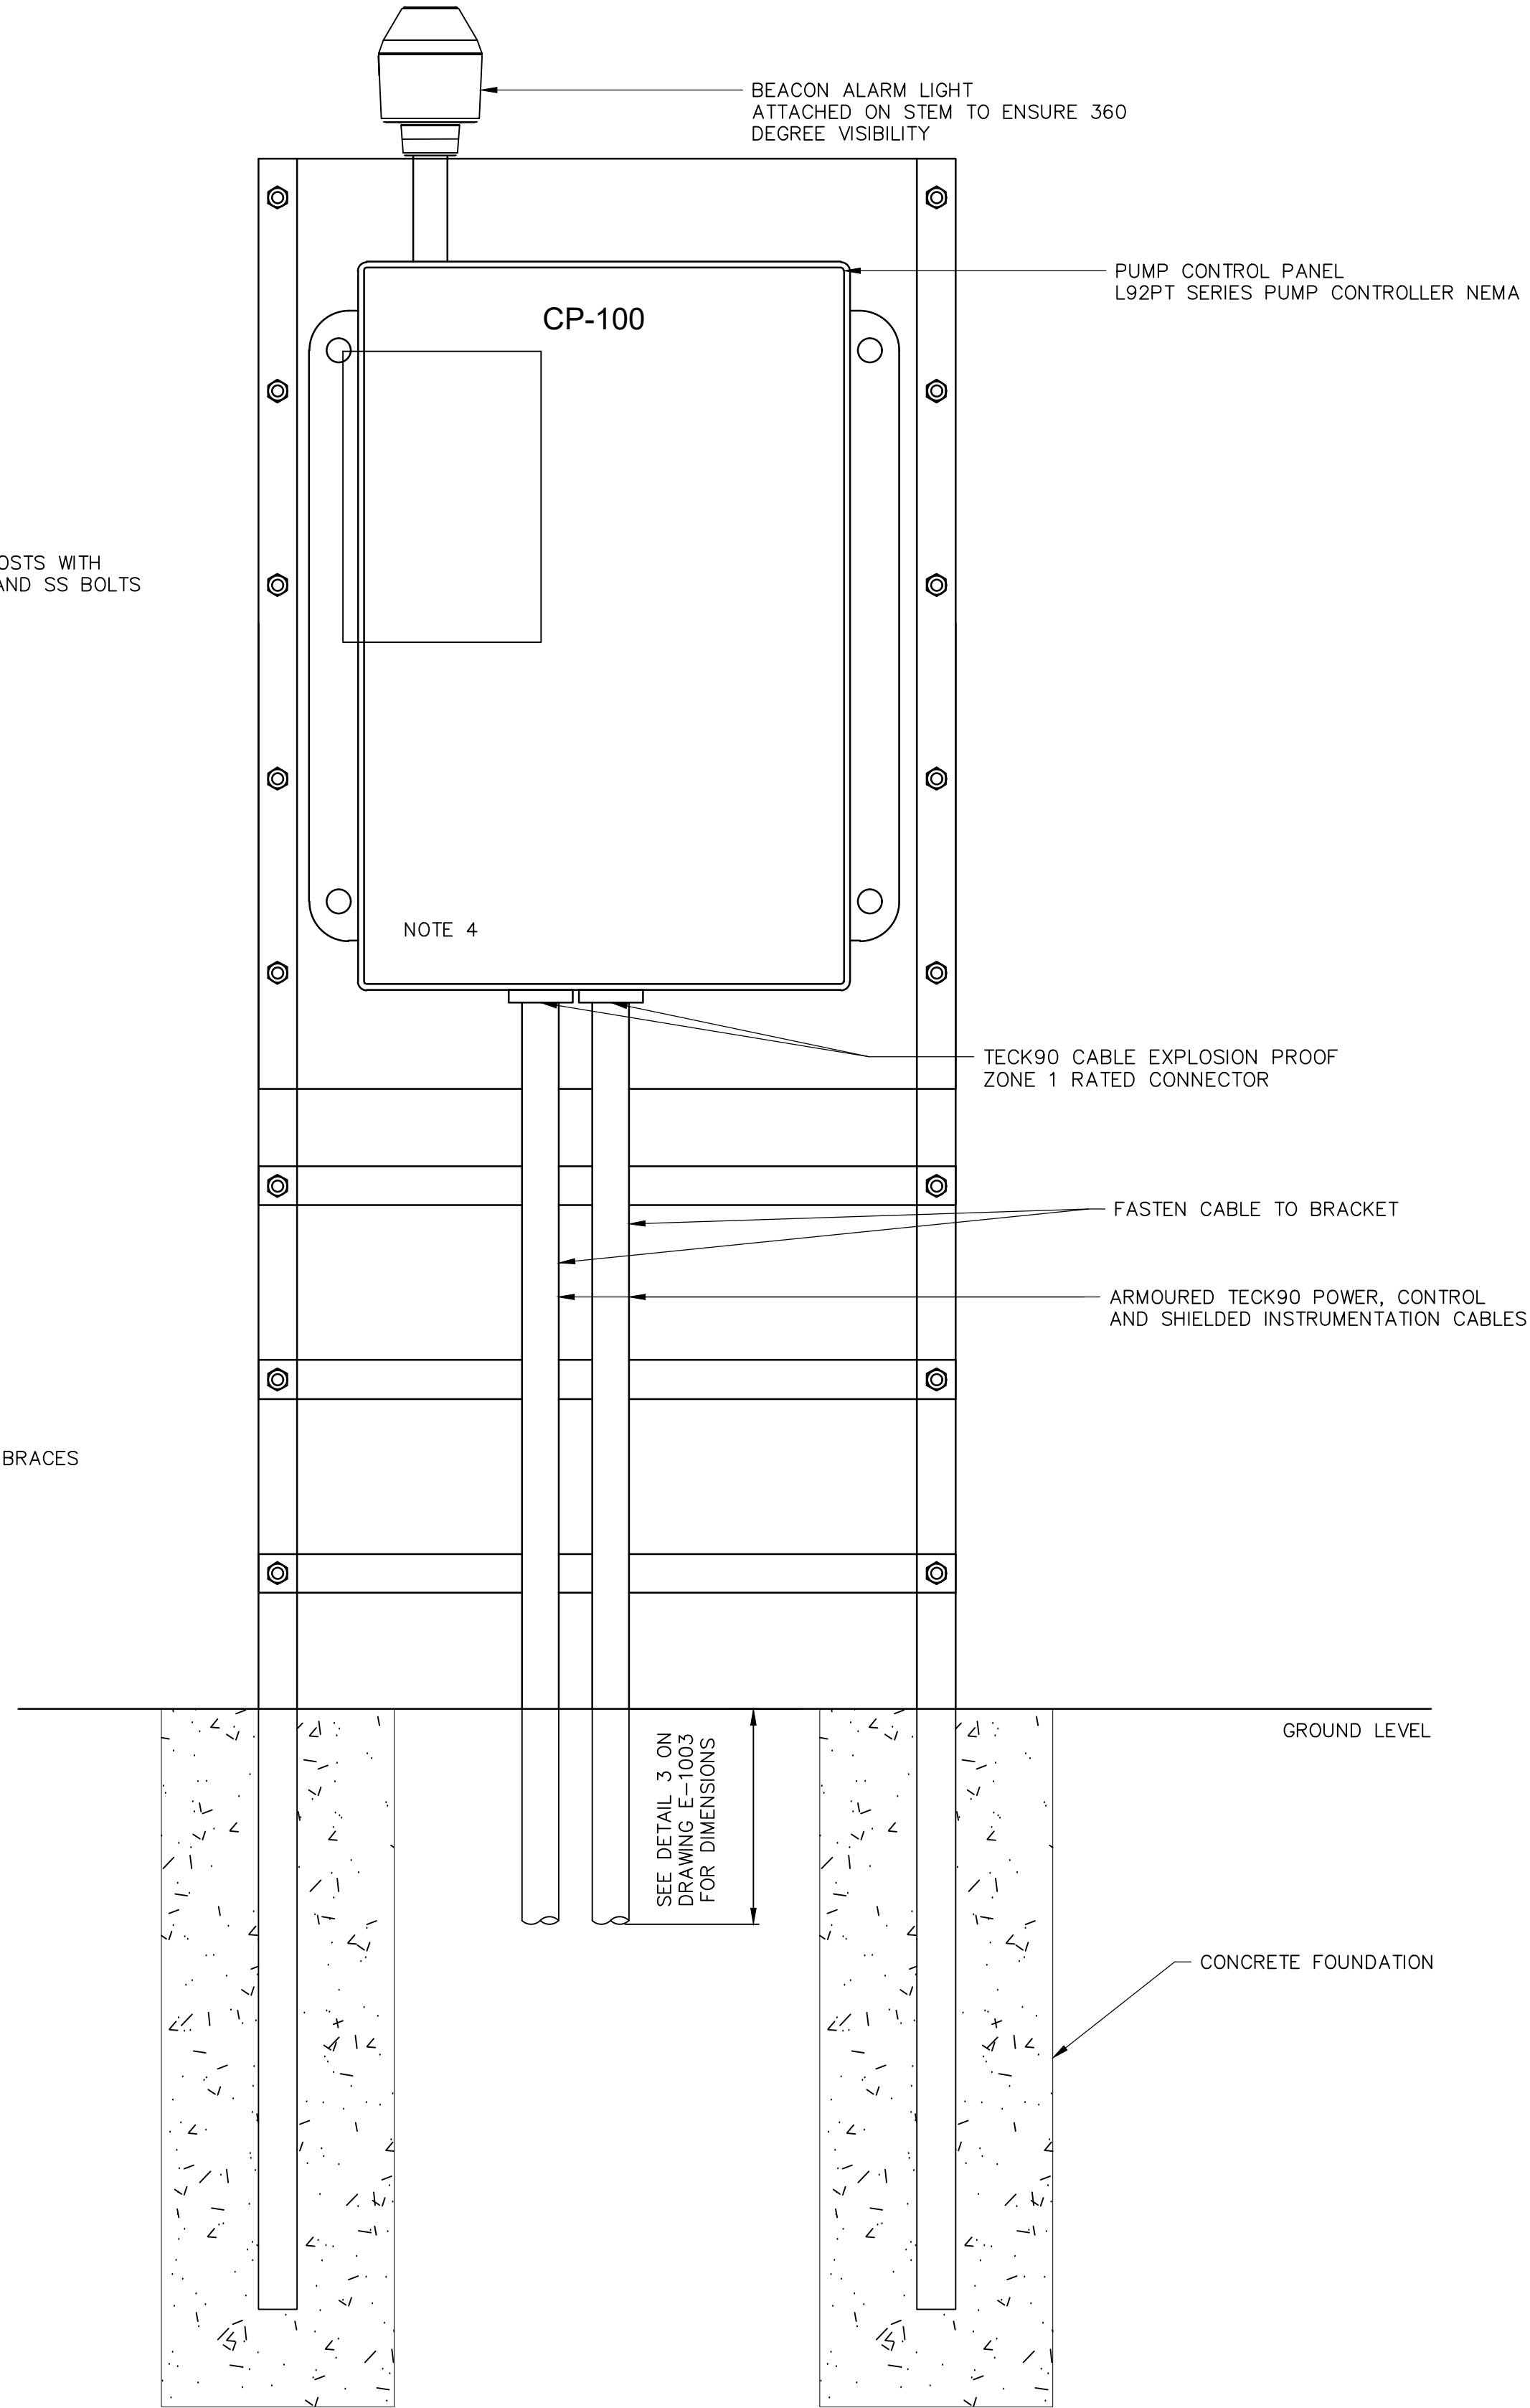 BEACON ALARM LIGHT
ATTACHED ON STEM TO ENSURE 360
DEGREE VISIBILITY
PUMP CONTROL PANEL
L92PT SERIES PUMP CONTROLLER NEMA
CP-100
OSTS WITH
AND SS BOLTS
NOTE 4
TECK90 CABLE EXPLOSION PROOF
ZONE 1 RATED CONNECTOR
FASTEN CABLE TO BRACKET
ARMOURED TECK90 POWER, CONTROL
AND SHIELDED INSTRUMENTATION CABLES
BRACES
GROUND LEVEL
SEE DETAIL 3 ON
DRAWING E-1003
FOR DIMENSIONS
CONCRETE FOUNDATION